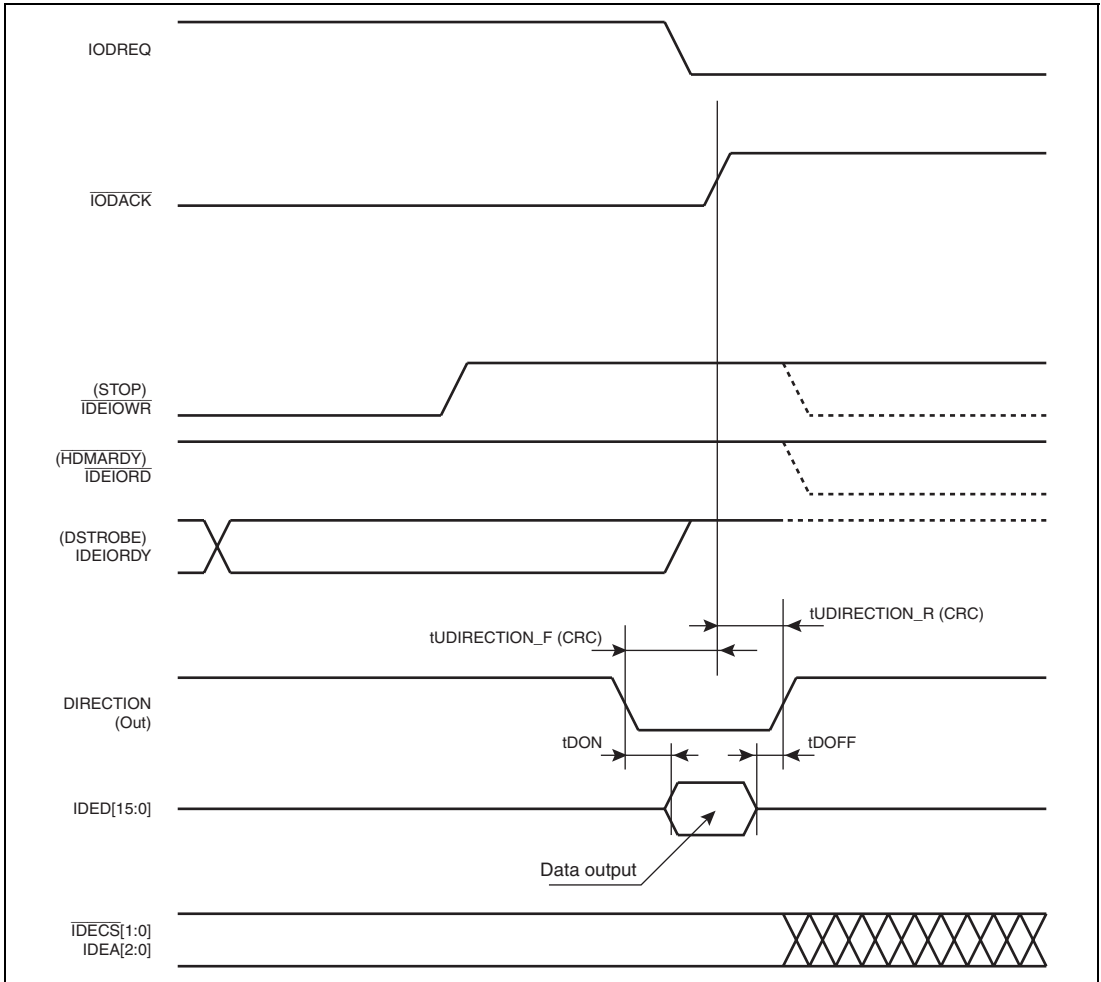 IODREQ
IODACK
(STOP)
IDEIOWR
(HDMARDY)
IDEIORD
(DSTROBE)
IDEIORDY
tUDIRECTION_R (CRC)
tUDIRECTION_F (CRC)
DIRECTION
(Out)
tDON
tDOFF
IDED[15:0]
Data output
IDECS[1:0]
IDEA[2:0]